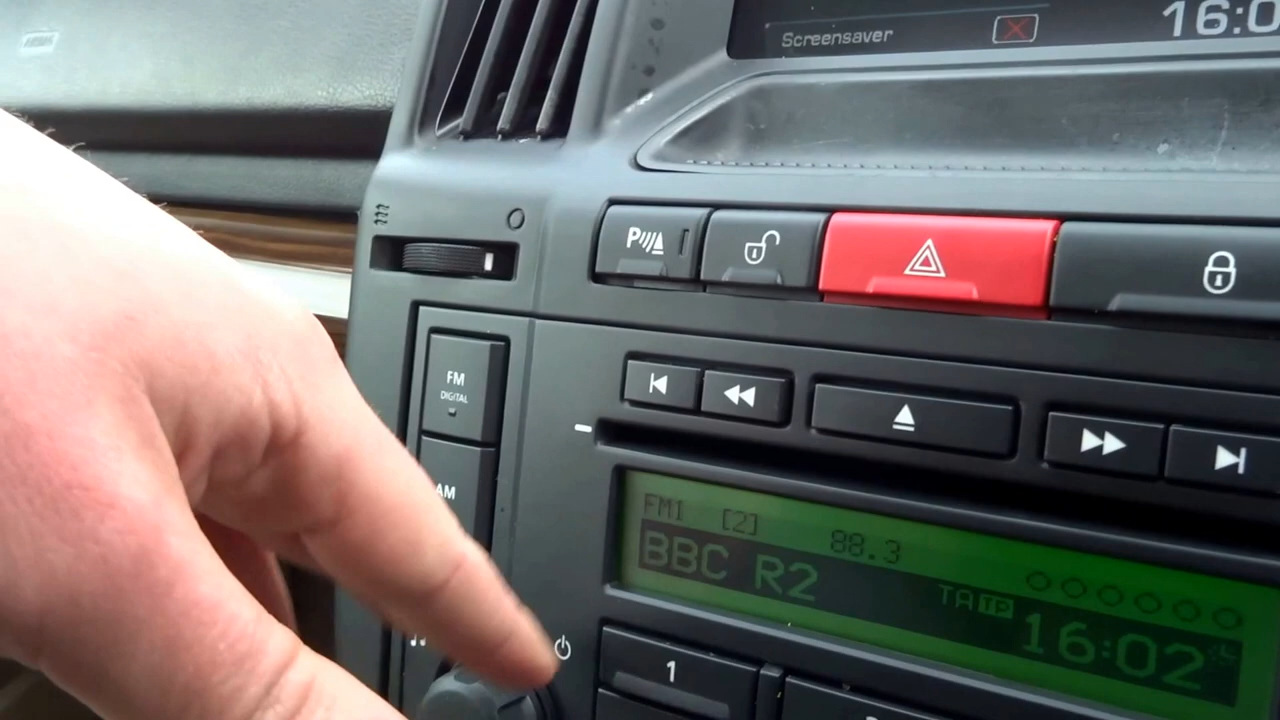 Screensaver
16:0
P
FM
DIGITAL
AM
FM1 [2] 88.3
BBC R2
TA TP
16:02
1